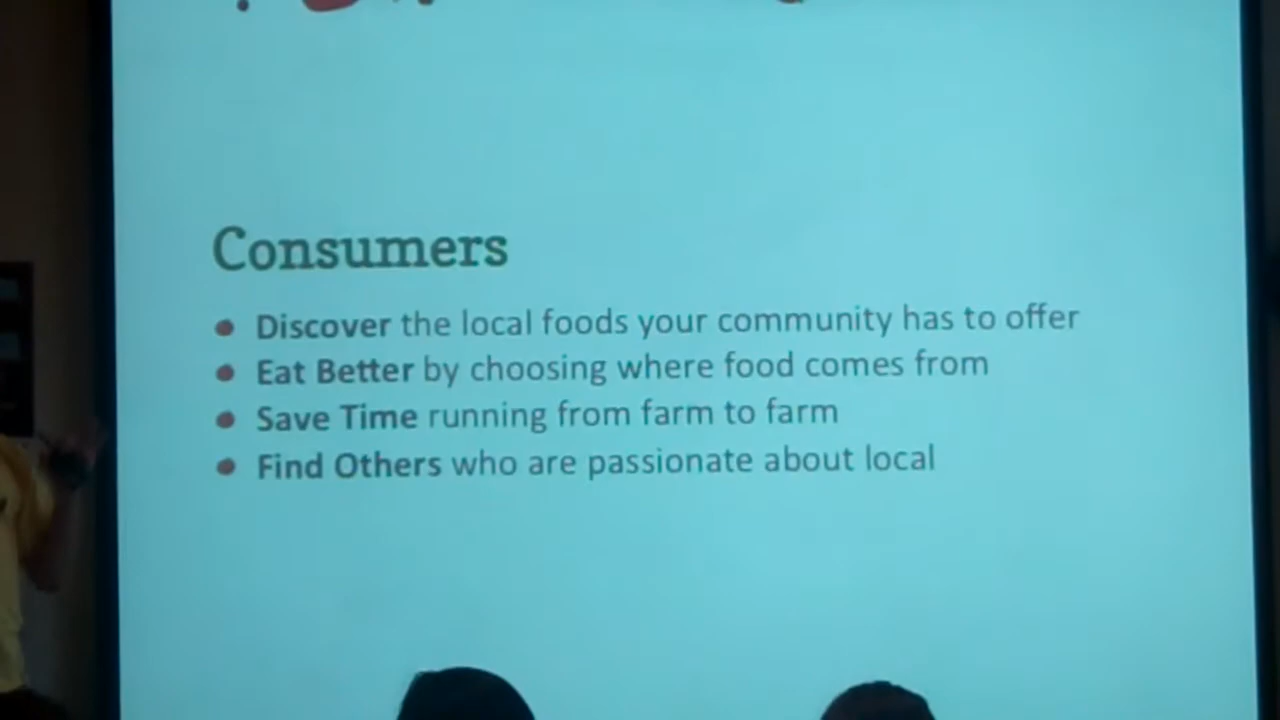 Consumers
Discover the local foods your community has to offer
Eat Better by choosing where food comes from
Save Time running from farm to farm
Find Others who are passionate about local